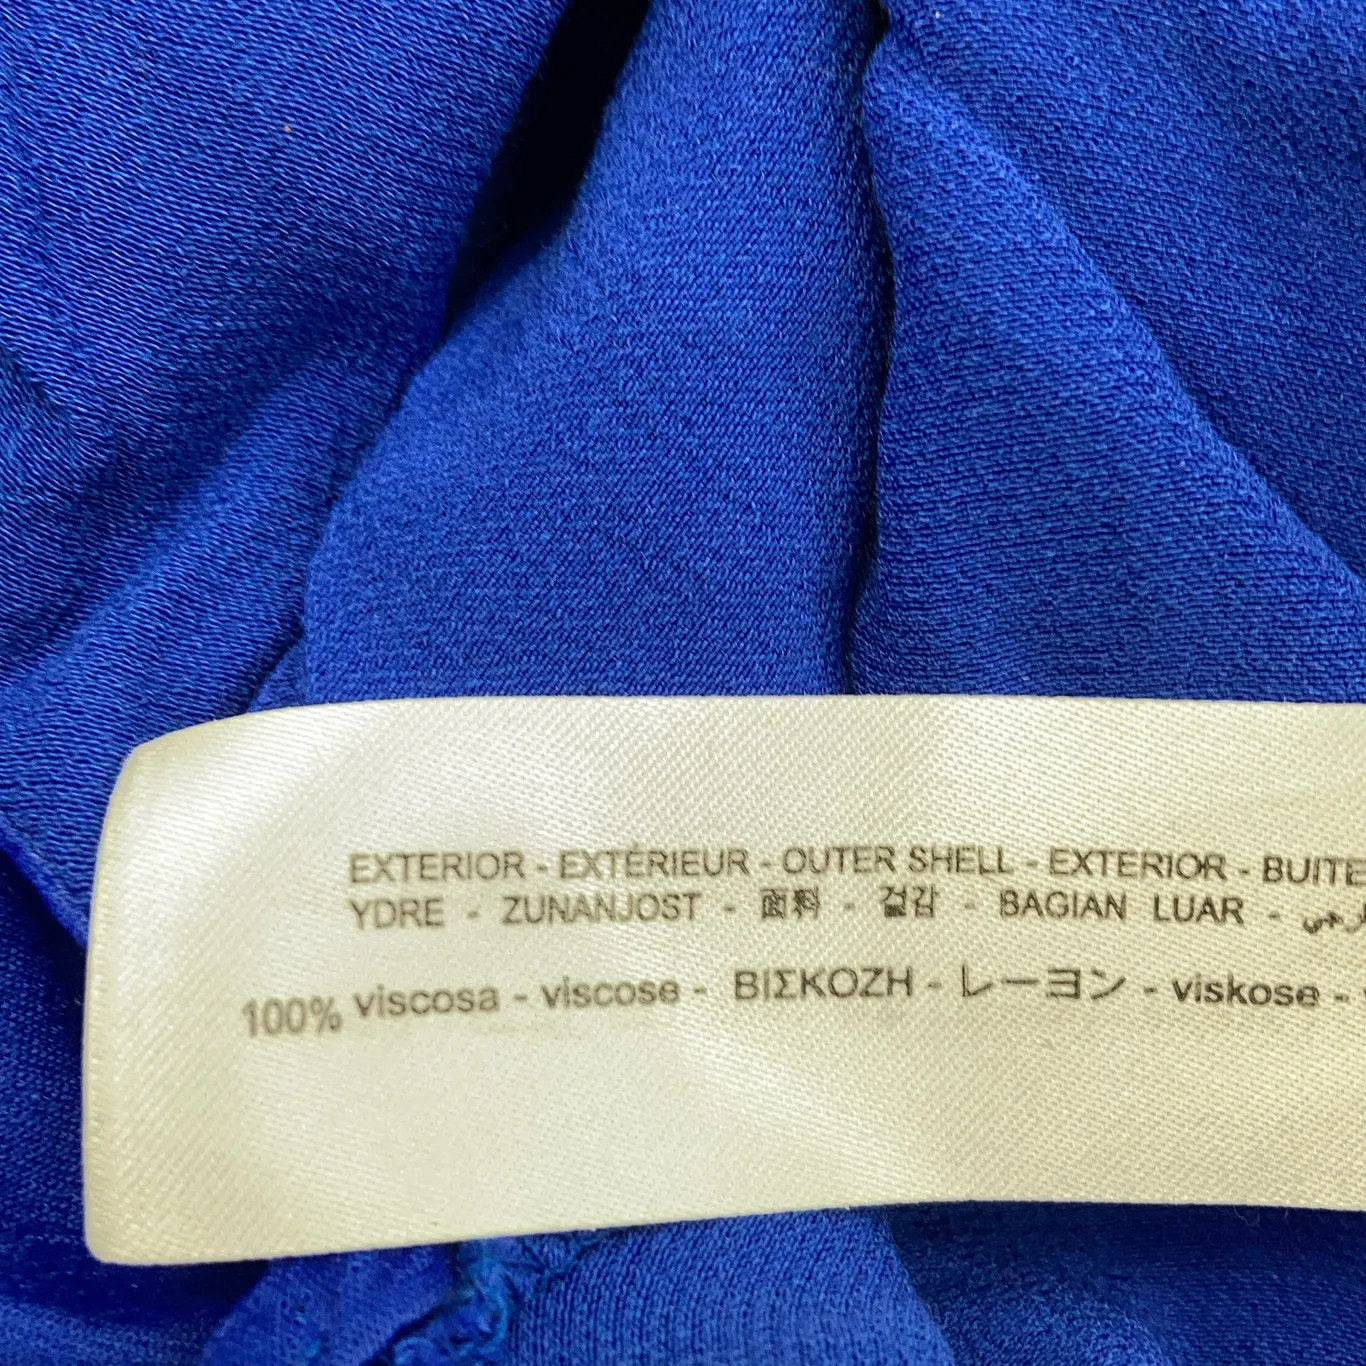 EXTERIOR - EXTÉRIEUR - OUTER SHELL - EXTERIOR - BUITE
YDRE - ZUNANJOST - 面料 - 겉감 - BAGIAN LUAR -
100% viscosa - viscose - ΒΙΣΚΟΖΗ - レーヨン - viskose -